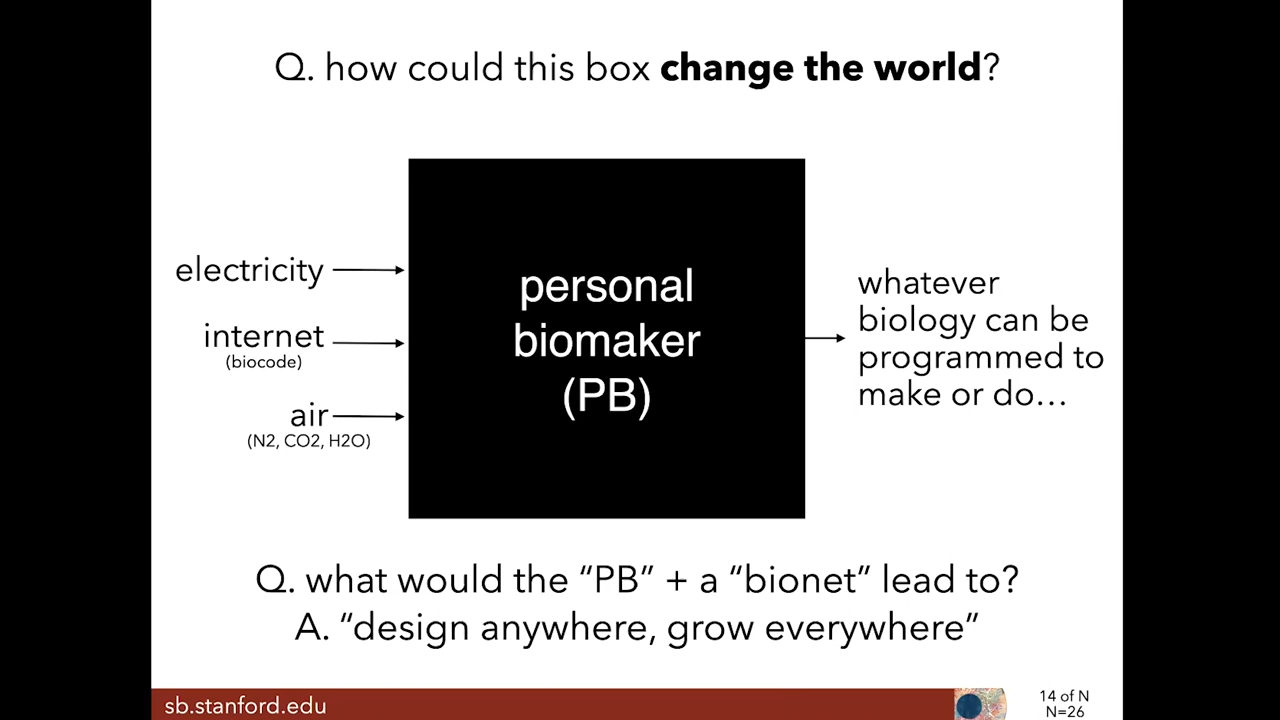 Q. how could this box change the world?
electricity
internet
(biocode)
air
(N2, CO2, H2O)
personal
biomaker
(PB)
whatever
biology can be
programmed to
make or do…
Q. what would the “PB” + a “bionet” lead to?
A. “design anywhere, grow everywhere”
sb.stanford.edu
14 of N
N=26